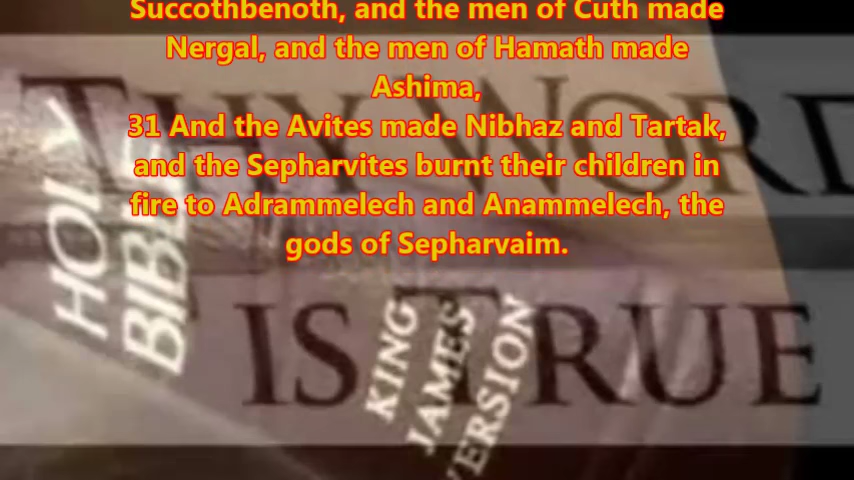 Succothbenoth, and the men of Cuth made
Nergal, and the men of Hamath made
Ashima,
31 And the Avites made Nibhaz and Tartak,
and the Sepharvites burnt their children in
fire to Adrammelech and Anammelech, the
gods of Sepharvaim.
THY WORD
IS TRUE
HOLY
BIBLE
KING
JAMES
VERSION